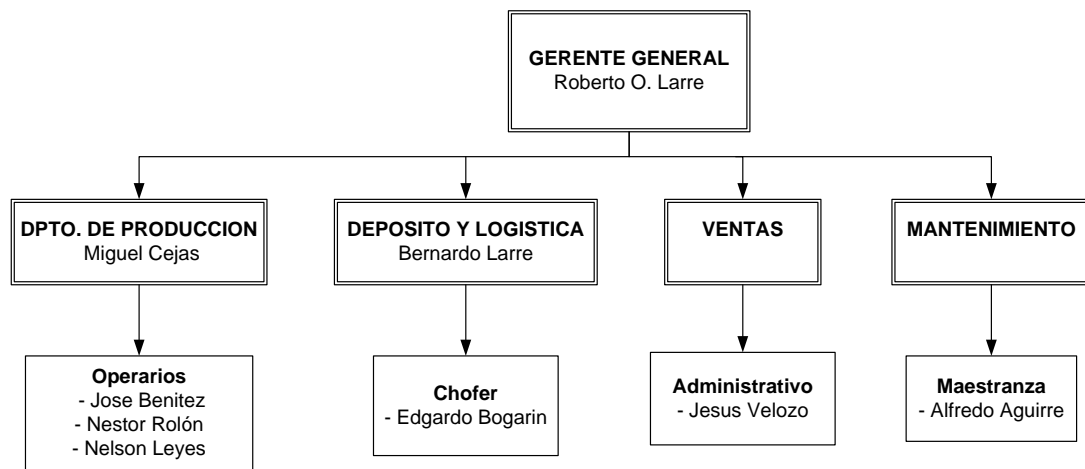 GERENTE GENERAL
Roberto O. Larre
DPTO. DE PRODUCCION
Miguel Cejas
DEPOSITO Y LOGISTICA
Bernardo Larre
VENTAS
MANTENIMIENTO
Operarios
- Jose Benitez
- Nestor Rolón
- Nelson Leyes
Chofer
- Edgardo Bogarin
Administrativo
- Jesus Velozo
Maestranza
- Alfredo Aguirre